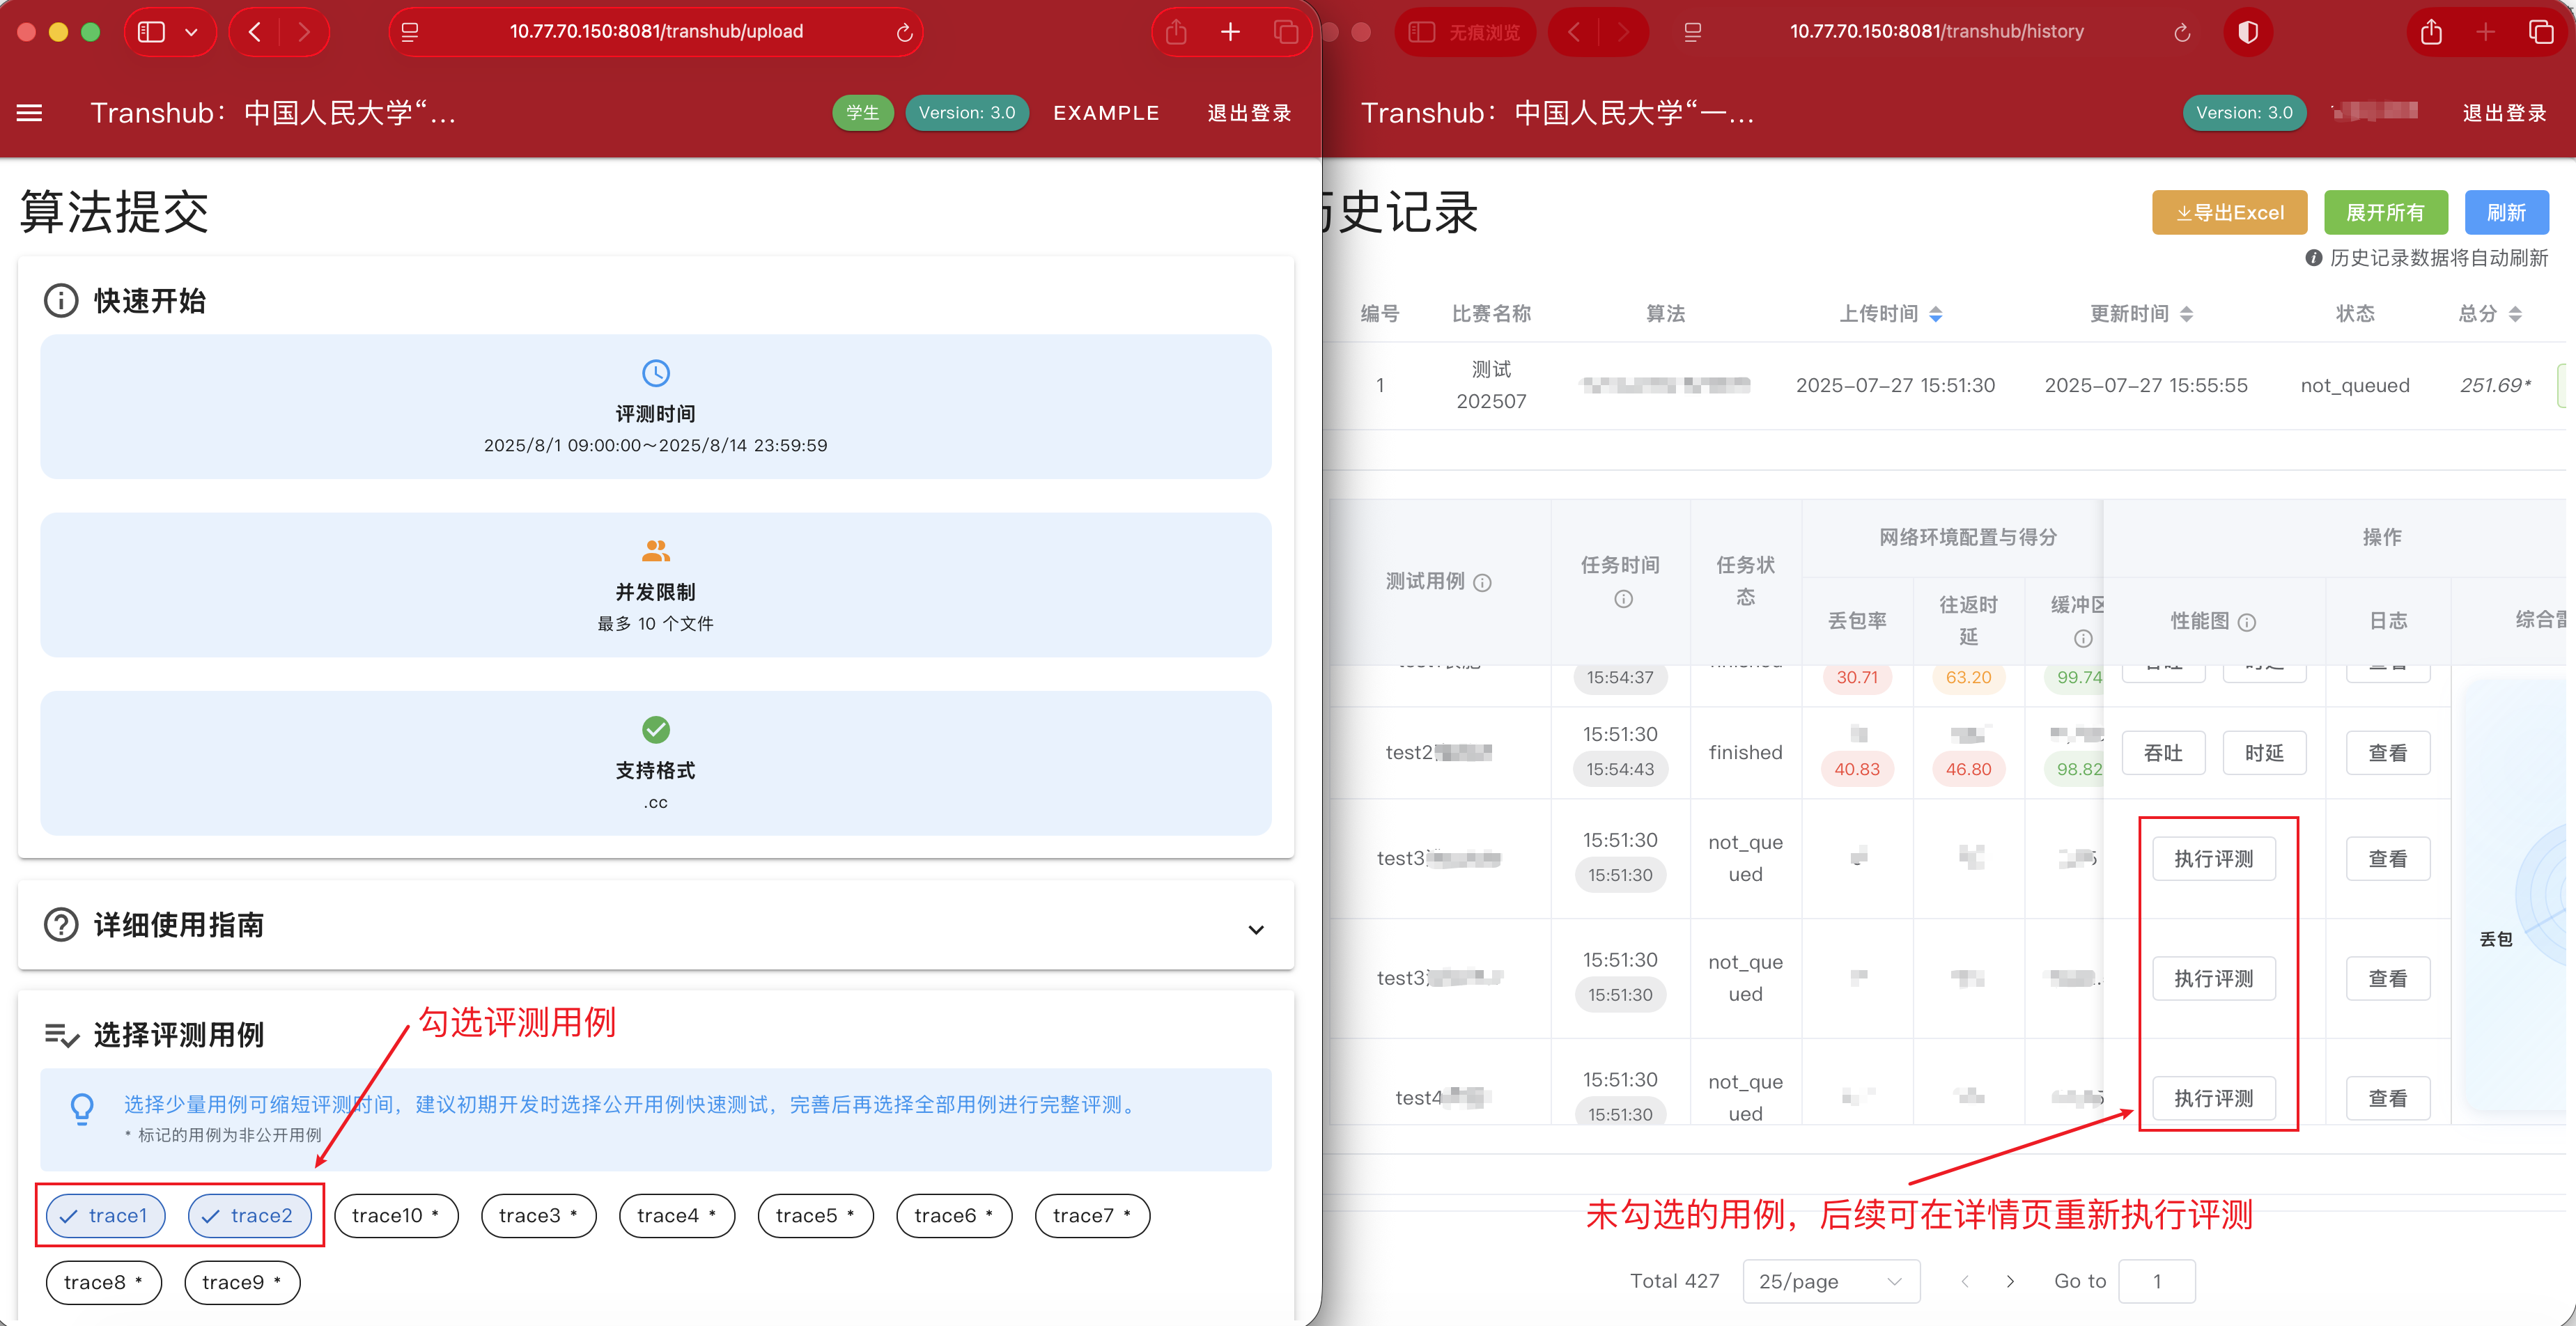 10.77.70.150:8081/transhub/upload
Transhub：中国人民大学“...
学生
Version: 3.0
EXAMPLE
退出登录
算法提交
快速开始
评测时间
2025/8/1 09:00:00～2025/8/14 23:59:59
并发限制
最多 10 个文件
支持格式
.cc
详细使用指南
选择评测用例
勾选评测用例
选择少量用例可缩短评测时间，建议初期开发时选择公开用例快速测试，完善后再选择全部用例进行完整评测。
* 标记的用例为非公开用例
trace1 trace2 trace10 * trace3 * trace4 * trace5 * trace6 * trace7 *
trace8 * trace9 *
无痕浏览
10.77.70.150:8081/transhub/history
Transhub：中国人民大学“一...
Version: 3.0
退出登录
史记录
导出Excel
展开所有
刷新
历史记录数据将自动刷新
编号 比赛名称 算法 上传时间 更新时间 状态 总分
1 测试 2025-07-27 15:51:30 2025-07-27 15:55:55 not_queued 251.69*
202507
测试用例
任务时间
任务状
态
网络环境配置与得分
操作
丢包率
往返时
延
缓冲区
性能图
日志
综合
15:54:37 30.71 63.20 99.74
test2 15:51:30 finished 吞吐 时延 查看
15:54:43 40.83 46.80 98.82
test3 15:51:30 not_que 执行评测 查看
15:51:30 ued
test3 15:51:30 not_que 执行评测 查看
15:51:30 ued
test4 15:51:30 not_que 执行评测 查看
15:51:30 ued
丢包
未勾选的用例，后续可在详情页重新执行评测
Total 427 25/page Go to 1